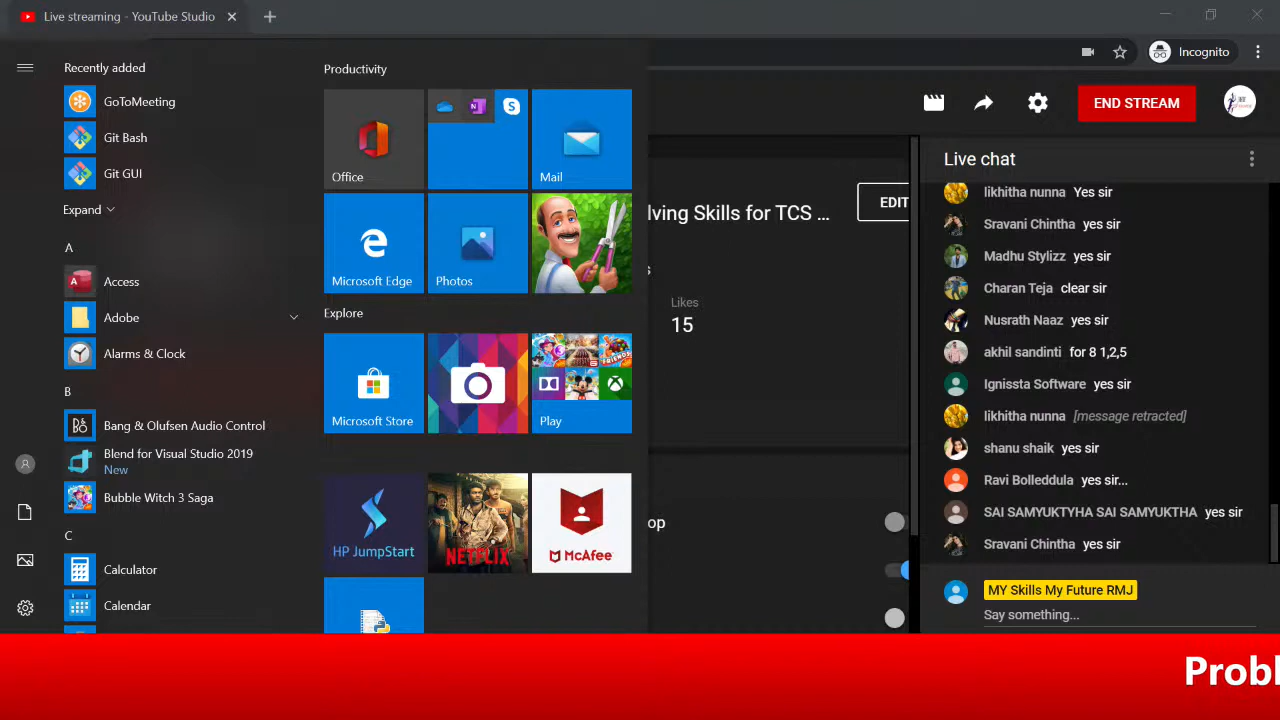 Live streaming - YouTube Studio
Incognito
Recently added
GoToMeeting
Git Bash
Git GUI
Expand
A
Access
Adobe
Alarms & Clock
B
Bang & Olufsen Audio Control
Blend for Visual Studio 2019
New
Bubble Witch 3 Saga
C
Calculator
Calendar
Productivity
Office
Mail
Microsoft Edge
Photos
Explore
Microsoft Store
Play
HP JumpStart
NETFLIX
McAfee
END STREAM
lving Skills for TCS ...
EDIT
s
Likes
15
op
Live chat
likhitha nunna Yes sir
Sravani Chintha yes sir
Madhu Stylizz yes sir
Charan Teja clear sir
Nusrath Naaz yes sir
akhil sandinti for 8 1,2,5
Ignissta Software yes sir
likhitha nunna [message retracted]
shanu shaik yes sir
Ravi Bolleddula yes sir...
SAI SAMYUKTYHA SAI SAMYUKTHA yes sir
Sravani Chintha yes sir
MY Skills My Future RMJ
Say something...
Probl